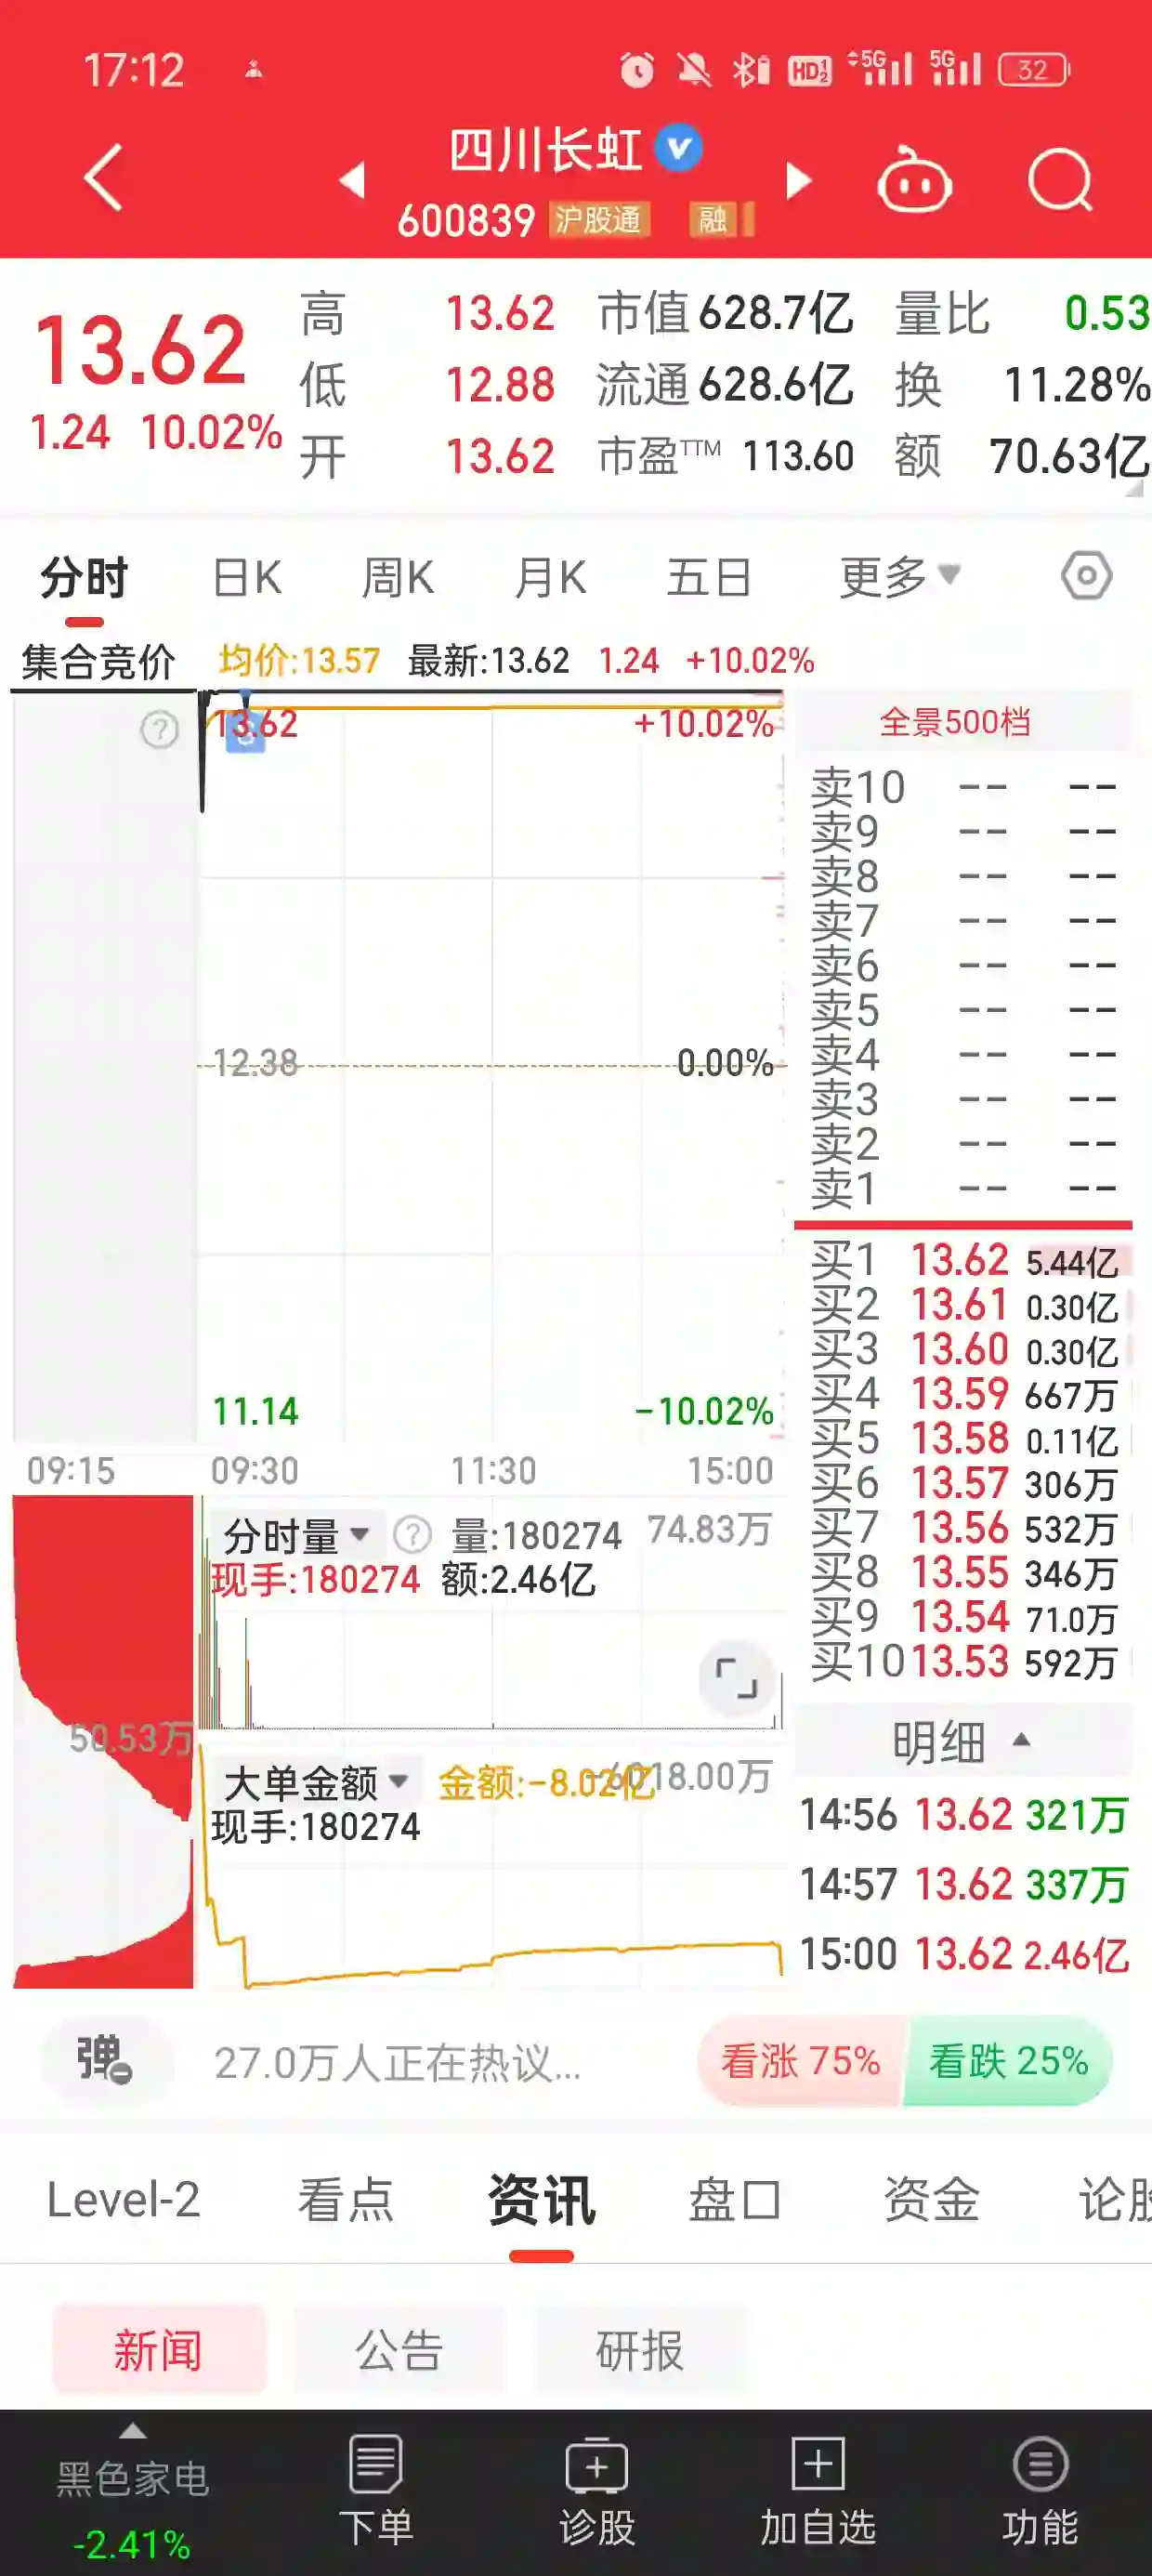 17:12 HD 1 2 5G 5G 32
四川长虹
600839 沪股通 融
13.62 高 13.62 市值 628.7亿 量比 0.53
1.24 10.02% 低 12.88 流通 628.6亿 换 11.28%
开 13.62 市盈TTM 113.60 额 70.63亿
分时 日K 周K 月K 五日 更多
集合竞价 均价:13.57 最新:13.62 1.24 +10.02%
13.62 +10.02%
12.38 0.00%
11.14 -10.02%
09:15 09:30 11:30 15:00
分时量 量:180274 74.83万
现手:180274 额:2.46亿
50.53万
大单金额 金额:-8.02亿 -6018.00万
现手:180274
全景500档
卖10 -- --
卖9 -- --
卖8 -- --
卖7 -- --
卖6 -- --
卖5 -- --
卖4 -- --
卖3 -- --
卖2 -- --
卖1 -- --
买1 13.62 5.44亿
买2 13.61 0.30亿
买3 13.60 0.30亿
买4 13.59 667万
买5 13.58 0.11亿
买6 13.57 306万
买7 13.56 532万
买8 13.55 346万
买9 13.54 71.0万
买10 13.53 592万
明细
14:56 13.62 321万
14:57 13.62 337万
15:00 13.62 2.46亿
弹 27.0万人正在热议... 看涨 75% 看跌 25%
Level-2 看点 资讯 盘口 资金 论股
新闻 公告 研报
黑色家电 下单 诊股 加自选 功能
-2.41%